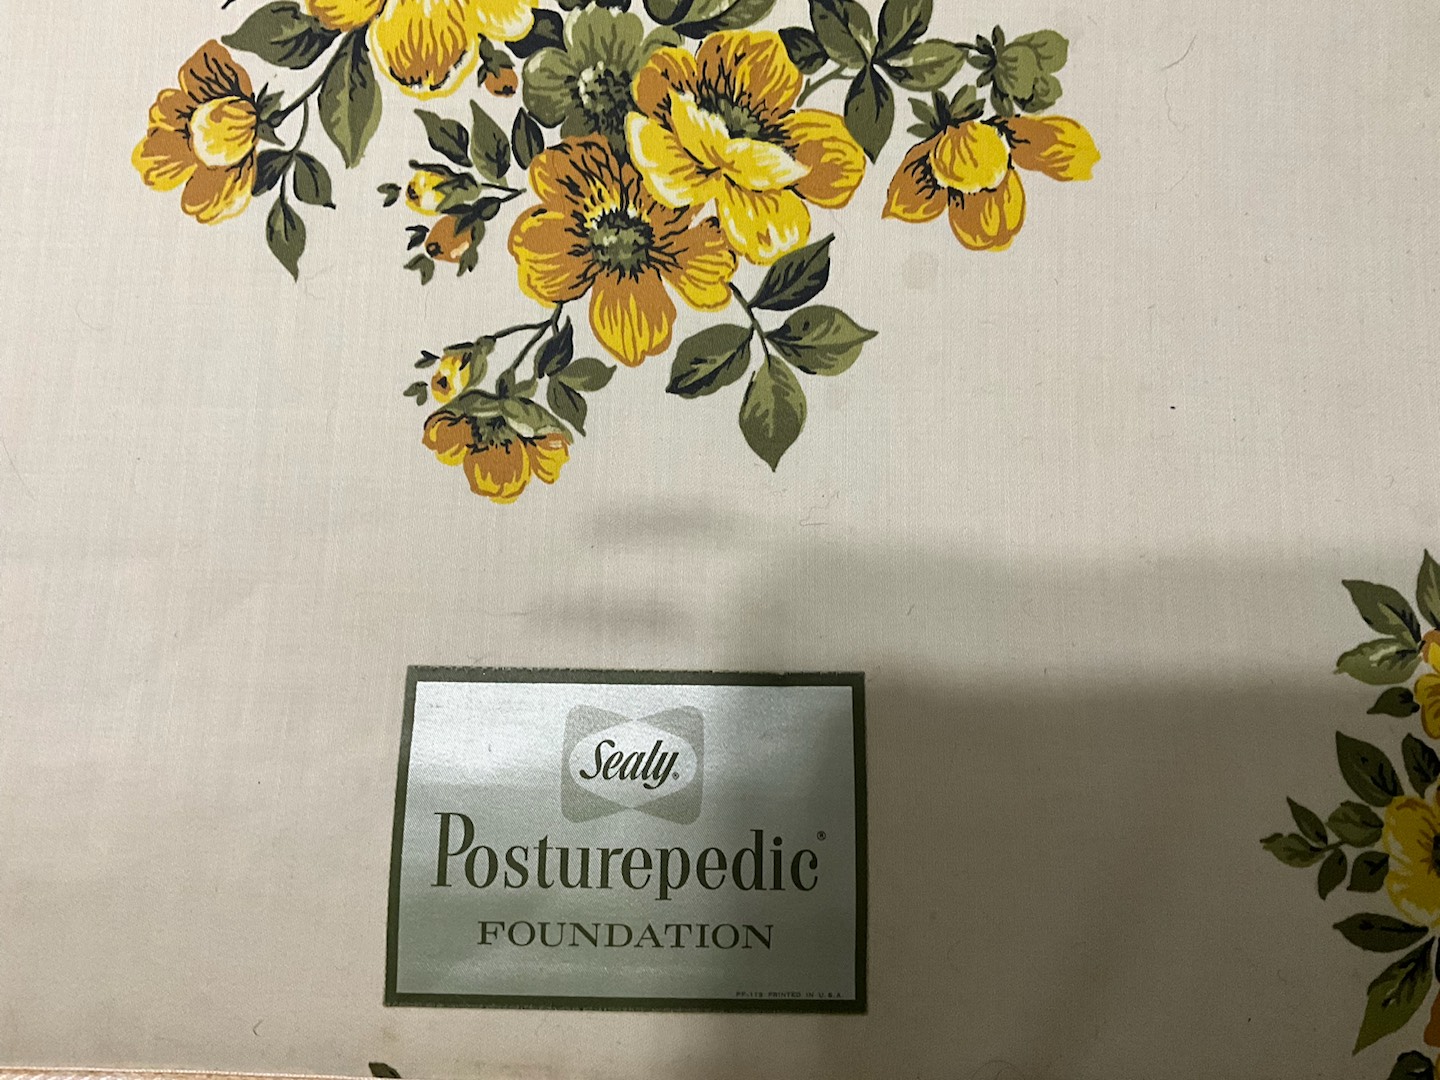 Sealy®
Posturepedic®
FOUNDATION
PRINTED IN U.S.A.